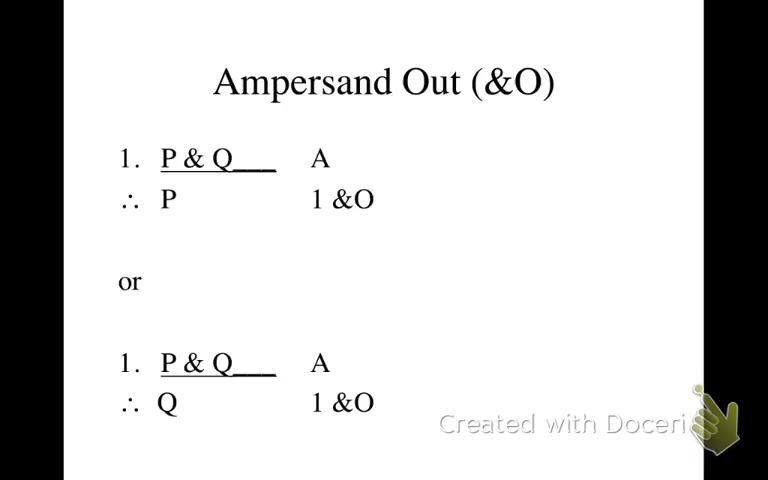 Ampersand Out (&O)
1. P & Q___ A
∴ P 1 &O
or
1. P & Q___ A
∴ Q 1 &O
Created with Doceri